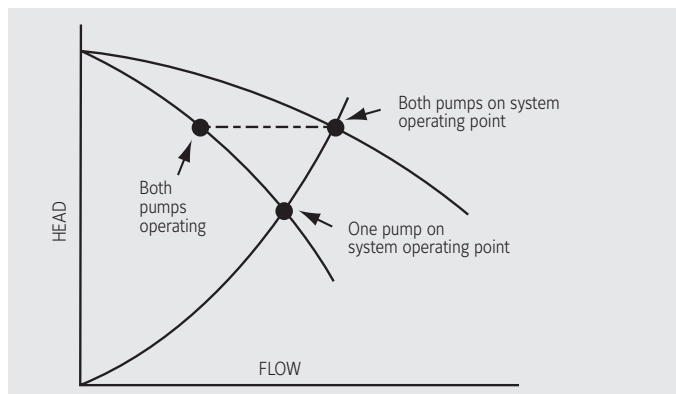 Both pumps on system
operating point
Both
pumps
operating
HEAD
One pump on
system operating point
FLOW